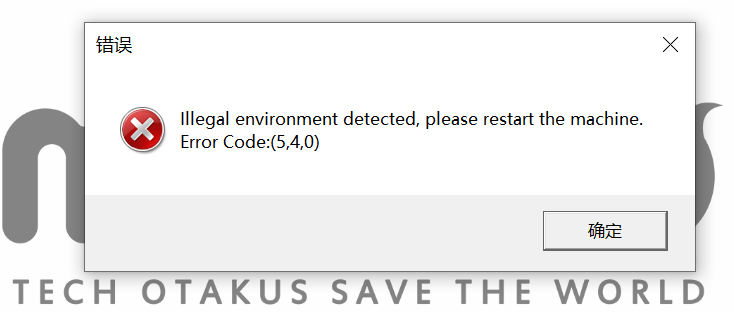 错误
Illegal environment detected, please restart the machine.
Error Code:(5,4,0)
确定
TECH OTAKUS SAVE THE WORLD